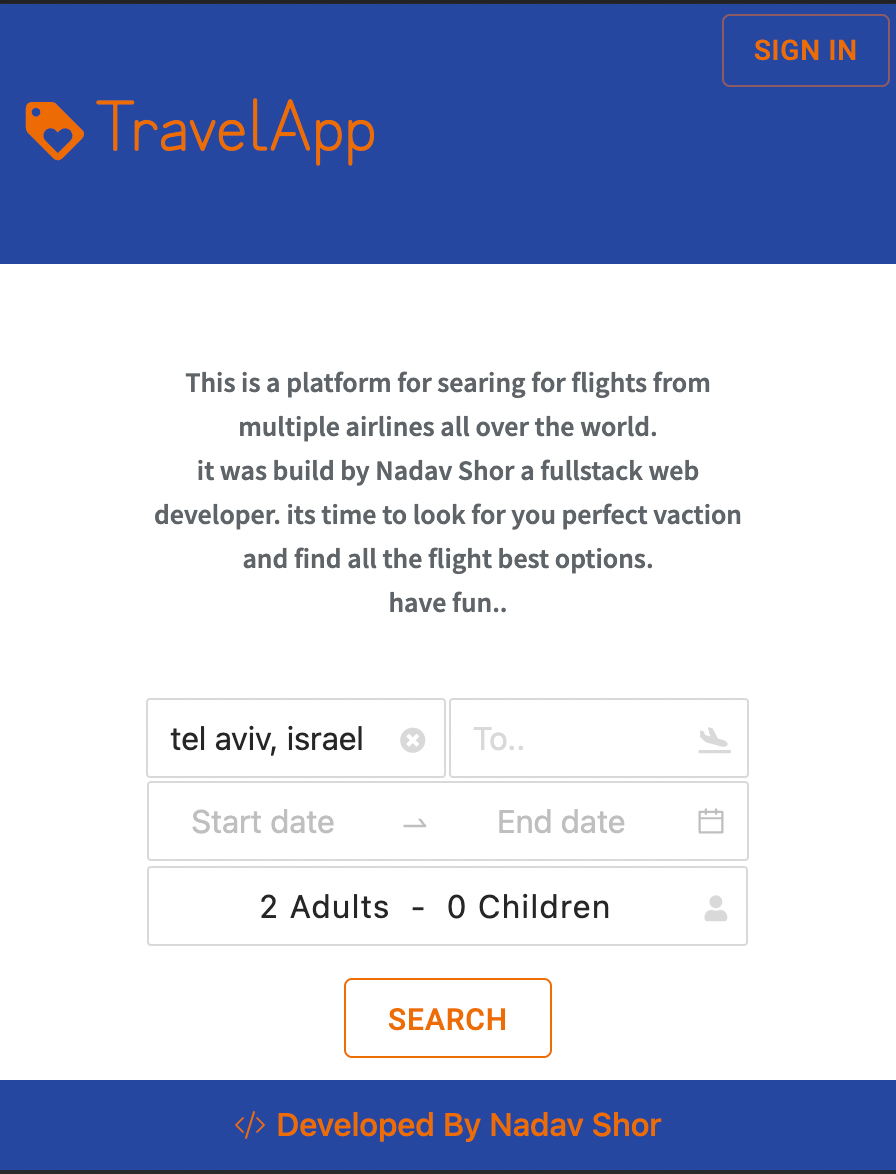 SIGN IN
TravelApp
This is a platform for searing for flights from
multiple airlines all over the world.
it was build by Nadav Shor a fullstack web
developer. its time to look for you perfect vaction
and find all the flight best options.
have fun..
tel aviv, israel To..
Start date End date
2 Adults - 0 Children
SEARCH
</> Developed By Nadav Shor